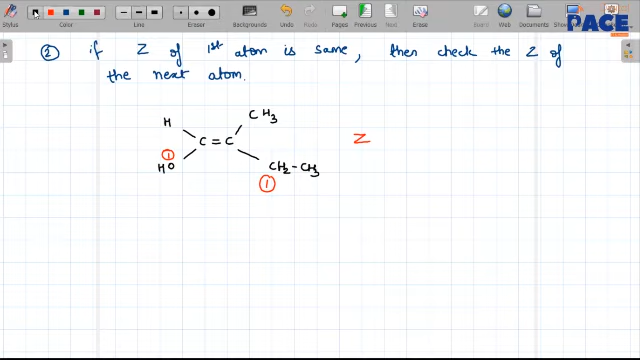 Stylus Color Line Eraser Backgrounds Undo Redo Pages Previous Next Erase Board Web Documents
PACE
② if Z of 1st atom is same, then check the Z of
the next atom.
H CH3
C = C Z
① HO CH2-CH3
①